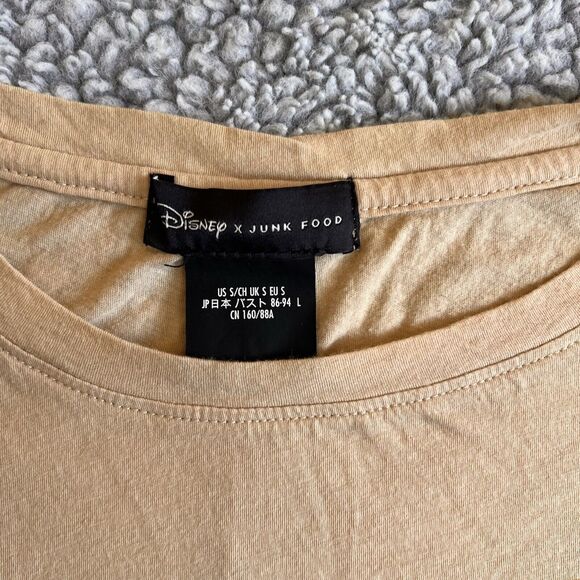 Disney X JUNK FOOD
US S/CH UK S EU S
JP日本 バスト 86-94 L
CN 160/88A